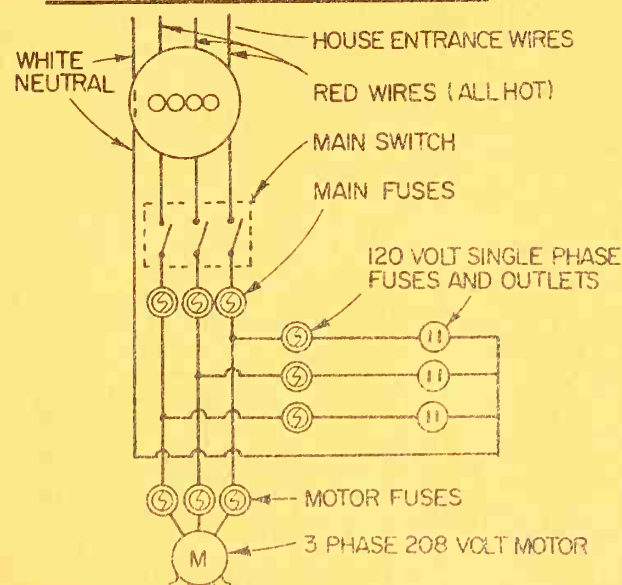 HOUSE ENTRANCE WIRES
WHITE
NEUTRAL
RED WIRES (ALL HOT)
MAIN SWITCH
MAIN FUSES
120 VOLT SINGLE PHASE
FUSES AND OUTLETS
MOTOR FUSES
M
3 PHASE 208 VOLT MOTOR